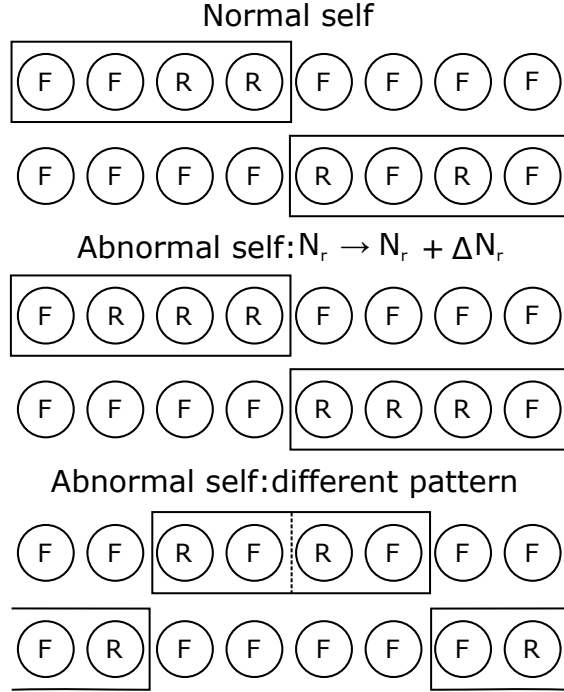 Normal self
F F R R F F F F
F F F F R F R F
Abnormal self:Nᵣ → Nᵣ + ΔNᵣ
F R R R F F F F
F F F F R R R F
Abnormal self:different pattern
F F R F R F F F
F R F F F F F R